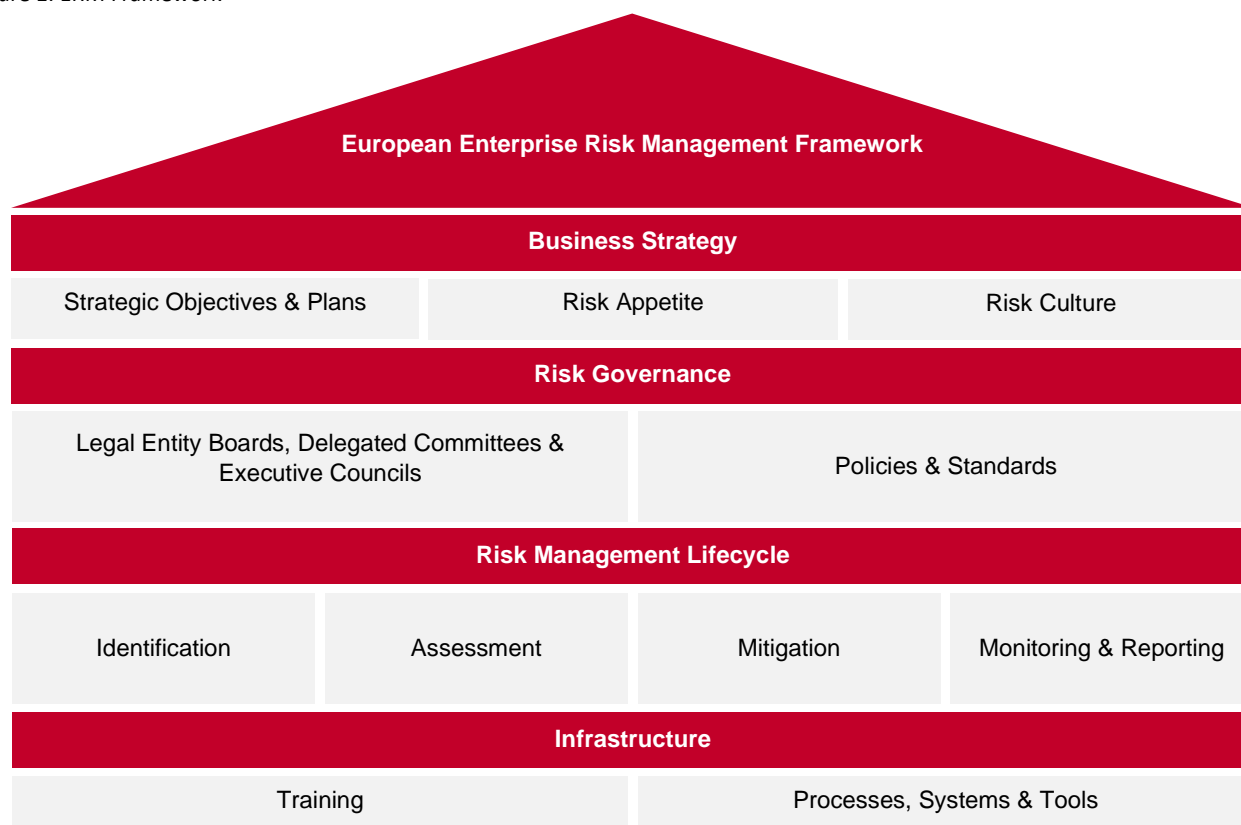 European Enterprise Risk Management Framework
Business Strategy
Strategic Objectives & Plans
Risk Appetite
Risk Culture
Risk Governance
Legal Entity Boards, Delegated Committees &
Executive Councils
Policies & Standards
Risk Management Lifecycle
Identification
Assessment
Mitigation
Monitoring & Reporting
Infrastructure
Training
Processes, Systems & Tools